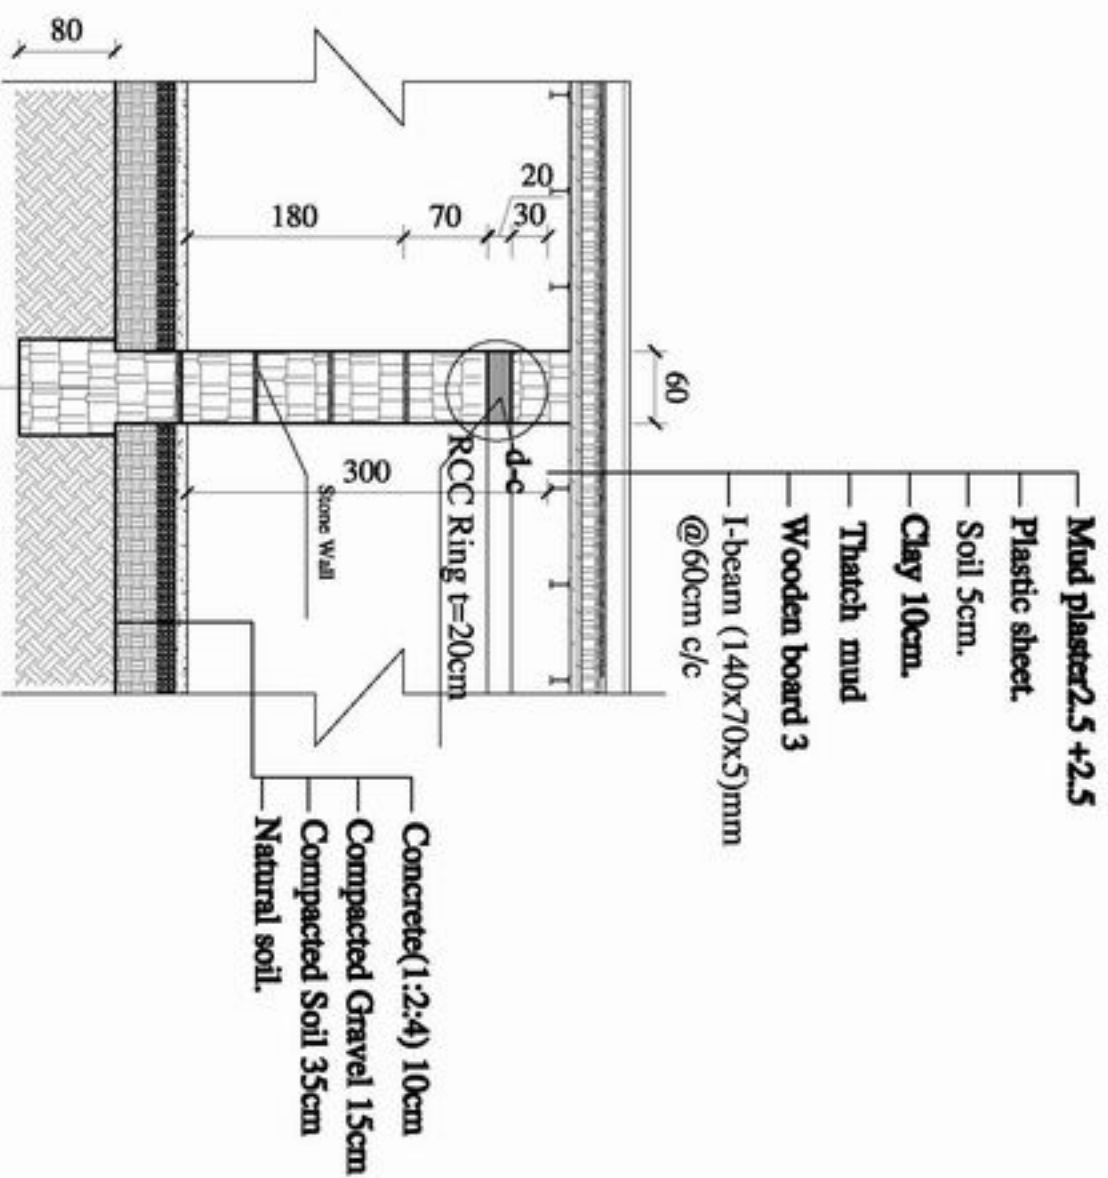 Mud plaster2.5 +2.5
Plastic sheet.
Soil 5cm.
Clay 10cm.
Thatch mud
Wooden board 3
I-beam (140x70x5)mm
@60cm c/c
60
20
30
70
180
80
d-c
RCC Ring t=20cm
300
Stone Wall
Concrete(1:2:4) 10cm
Compacted Gravel 15cm
Compacted Soil 35cm
Natural soil.